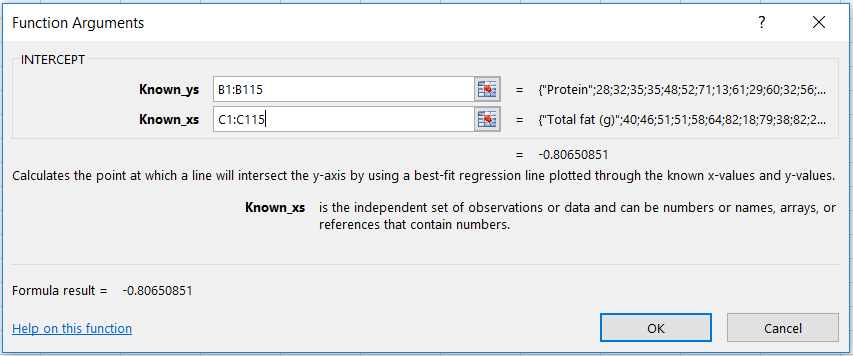 Function Arguments
? ×
INTERCEPT
Known_ys B1:B115 = {"Protein";28;32;35;35;48;52;71;13;61;29;60;32;56;...
Known_xs C1:C115 = {"Total fat (g)";40;46;51;51;58;64;82;18;79;38;82;2...
= -0.80650851
Calculates the point at which a line will intersect the y-axis by using a best-fit regression line plotted through the known x-values and y-values.
Known_xs is the independent set of observations or data and can be numbers or names, arrays, or
references that contain numbers.
Formula result = -0.80650851
Help on this function OK Cancel